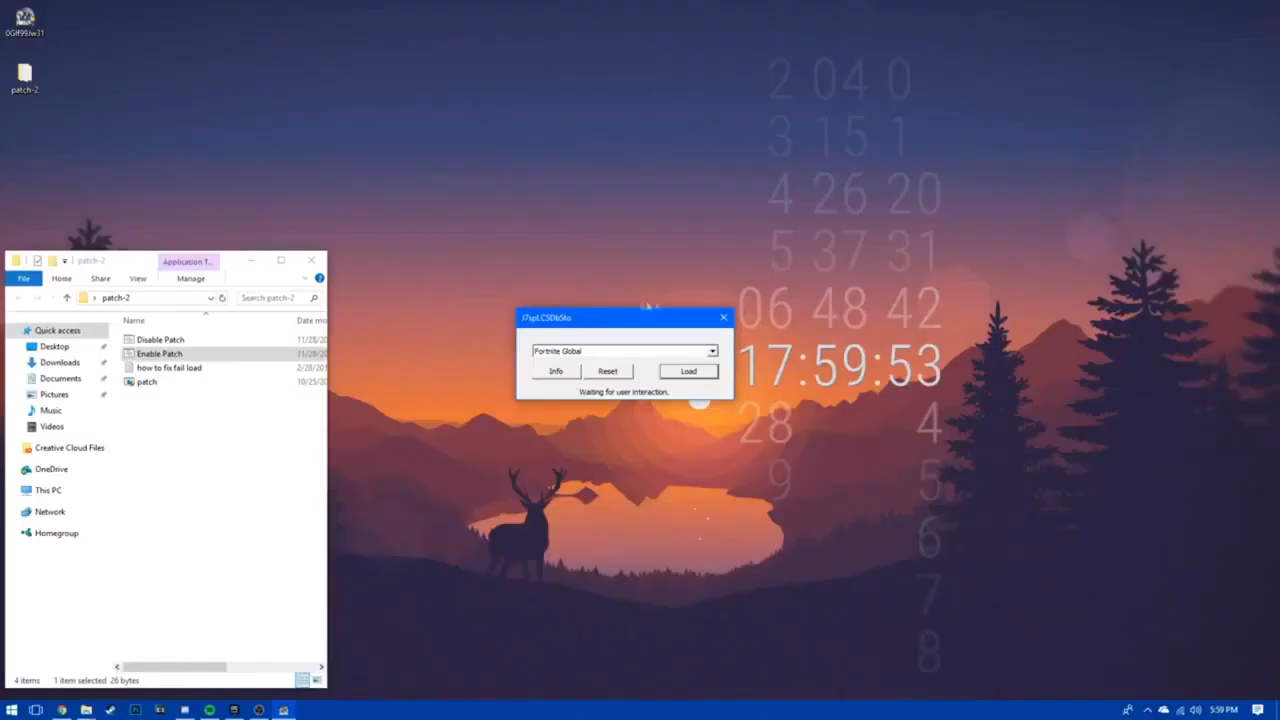 0Glf99Jw31
patch-2
2 04 0
3 15 1
4 26 20
5 37 31
06 48 42
17:59:53
28 4
9 5
6
7
8
patch-2
Application T...
File
Home
Share
View
Manage
patch-2
Search patch-2
Name
Date mo
Quick access
Desktop
Downloads
Documents
Pictures
Music
Videos
Creative Cloud Files
OneDrive
This PC
Network
Homegroup
Disable Patch
11/28/20
Enable Patch
11/28/20
how to fix fail load
2/28/201
patch
10/25/20
4 items
1 item selected 26 bytes
J7spLCSDbSto
Fortnite Global
Info
Reset
Load
Waiting for user interaction.
5:59 PM